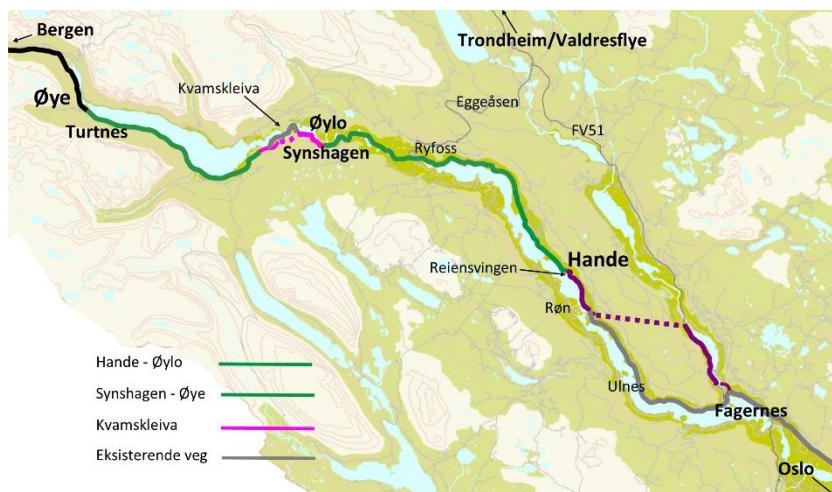 Bergen
Trondheim/Valdresflye
Kvamskleiva
Øye
Eggeåsen
Turtnes
Øylo
FV51
Synshagen
Ryfoss
Hande
Reiensvingen
Røn
Hande - Øylo
Ulnes
Synshagen - Øye
Fagernes
Kvamskleiva
Eksisterende veg
Oslo